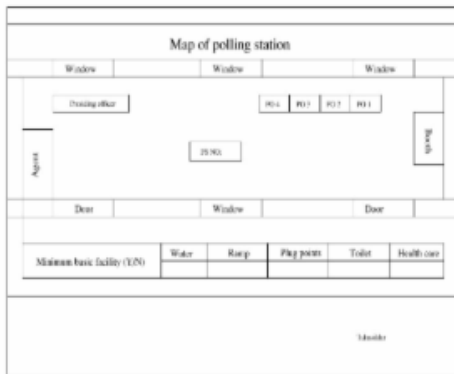 Map of polling station
Window Window Window
Presiding officer PO 4 PO 3 PO 2 PO 1
Agent Booth
PS NO.
Door Window Door
Minimum basic facility (Y/N) Water Ramp Plug points Toilet Health care
Tahsildar